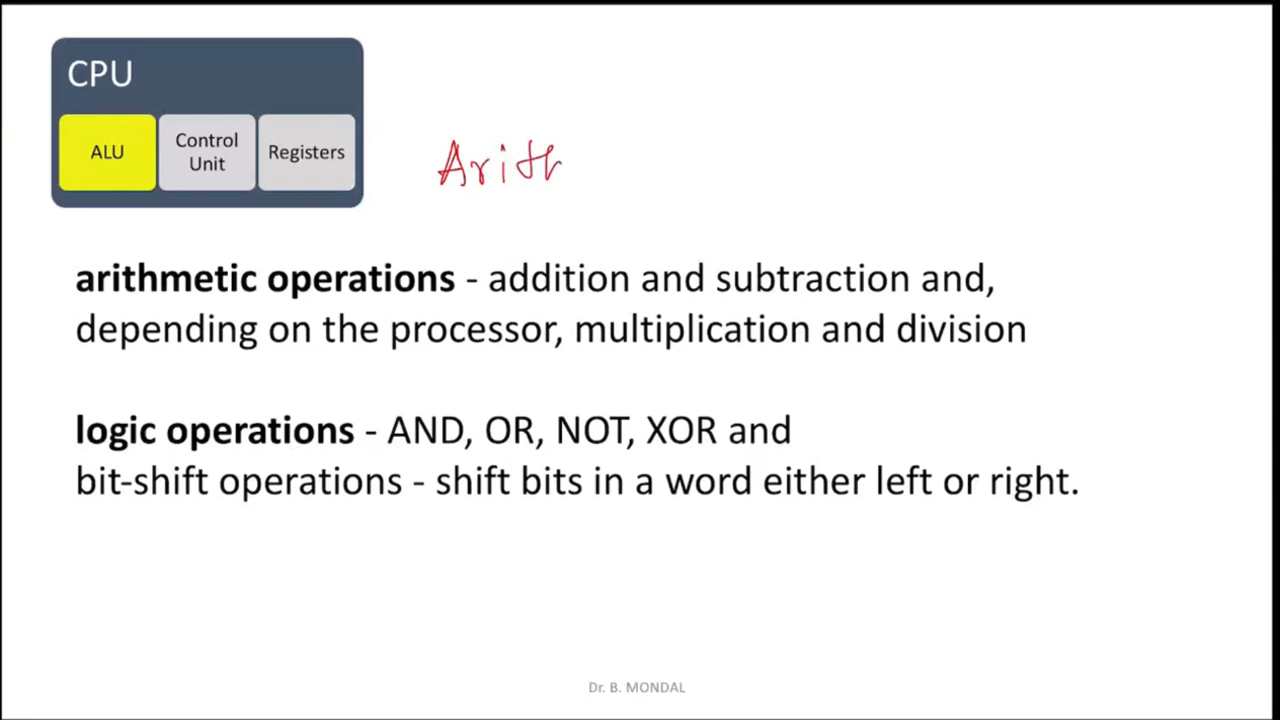 CPU
ALU
Control
Unit
Registers
Arith
arithmetic operations - addition and subtraction and,
depending on the processor, multiplication and division
logic operations - AND, OR, NOT, XOR and
bit-shift operations - shift bits in a word either left or right.
Dr. B. MONDAL